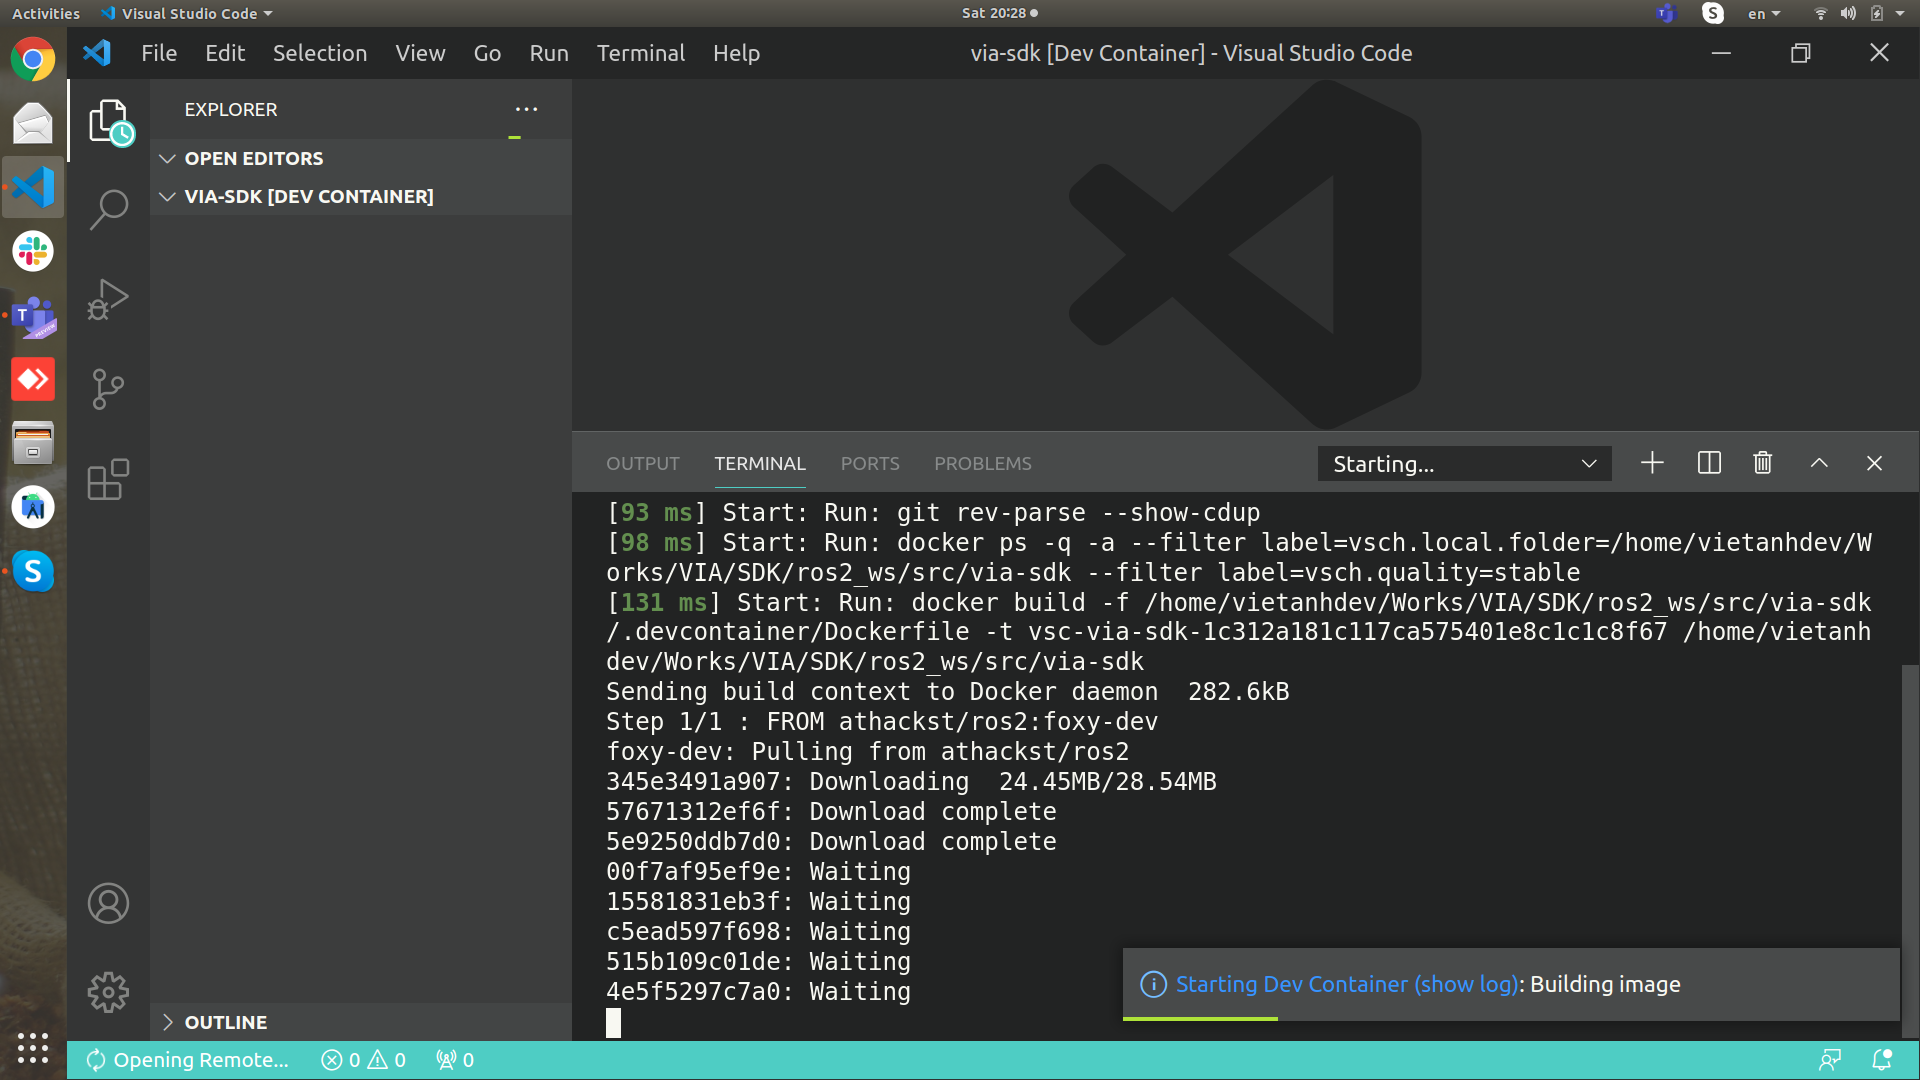 Activities
Visual Studio Code
Sat 20:28
en
File Edit Selection View Go Run Terminal Help
via-sdk [Dev Container] - Visual Studio Code
EXPLORER
OPEN EDITORS
VIA-SDK [DEV CONTAINER]
OUTLINE
OUTPUT TERMINAL PORTS PROBLEMS
Starting...
[93 ms] Start: Run: git rev-parse --show-cdup
[98 ms] Start: Run: docker ps -q -a --filter label=vsch.local.folder=/home/vietanhdev/W
orks/VIA/SDK/ros2_ws/src/via-sdk --filter label=vsch.quality=stable
[131 ms] Start: Run: docker build -f /home/vietanhdev/Works/VIA/SDK/ros2_ws/src/via-sdk
/.devcontainer/Dockerfile -t vsc-via-sdk-1c312a181c117ca575401e8c1c1c8f67 /home/vietanh
dev/Works/VIA/SDK/ros2_ws/src/via-sdk
Sending build context to Docker daemon  282.6kB
Step 1/1 : FROM athackst/ros2:foxy-dev
foxy-dev: Pulling from athackst/ros2
345e3491a907: Downloading  24.45MB/28.54MB
57671312ef6f: Download complete
5e9250ddb7d0: Download complete
00f7af95ef9e: Waiting
15581831eb3f: Waiting
c5ead597f698: Waiting
515b109c01de: Waiting
4e5f5297c7a0: Waiting
Starting Dev Container (show log): Building image
Opening Remote... 0 0 0